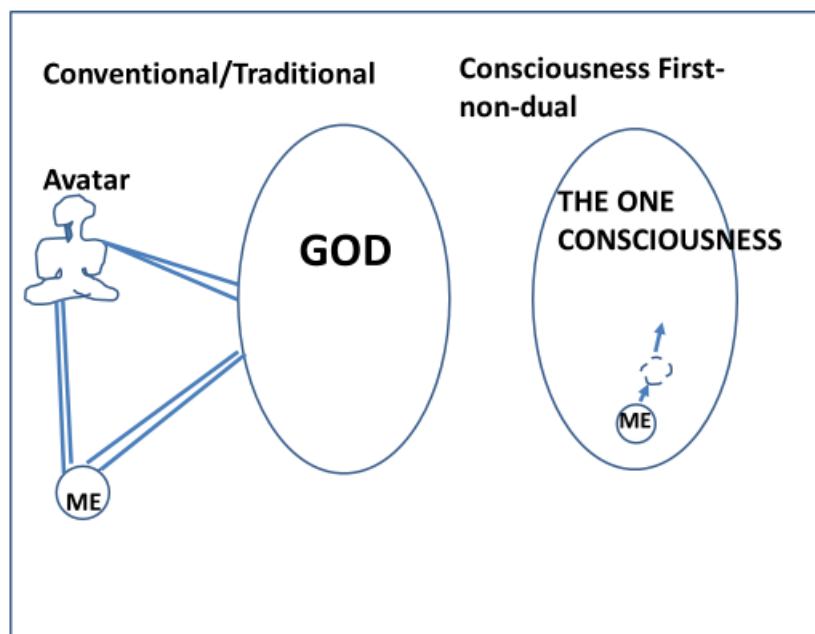 Conventional/Traditional
Consciousness First-
non-dual
Avatar
GOD
ME
THE ONE
CONSCIOUSNESS
ME